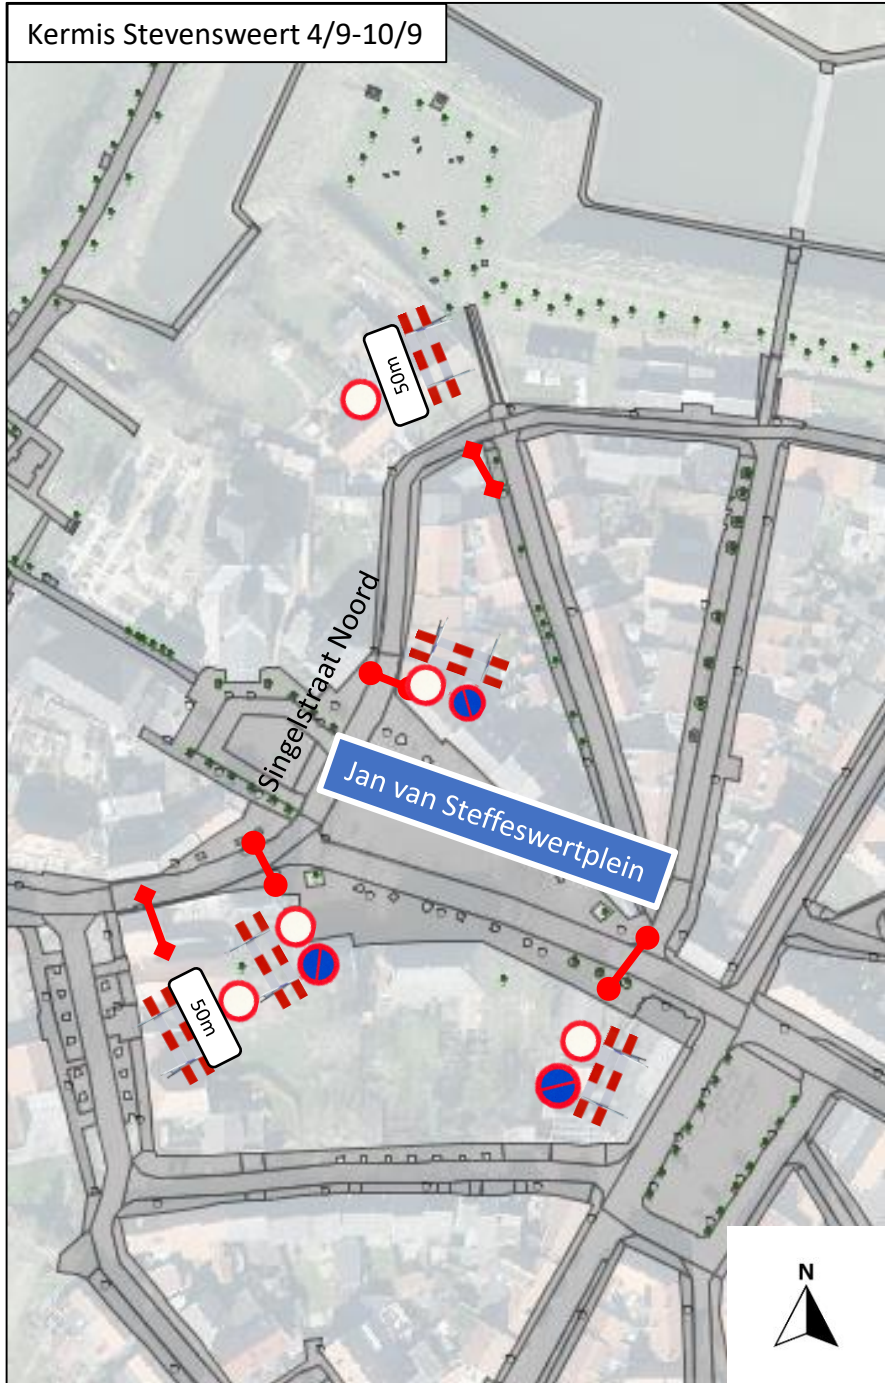 Kermis Stevensweert 4/9-10/9
50m
Singelstraat Noord
Jan van Steffeswertplein
50m
N